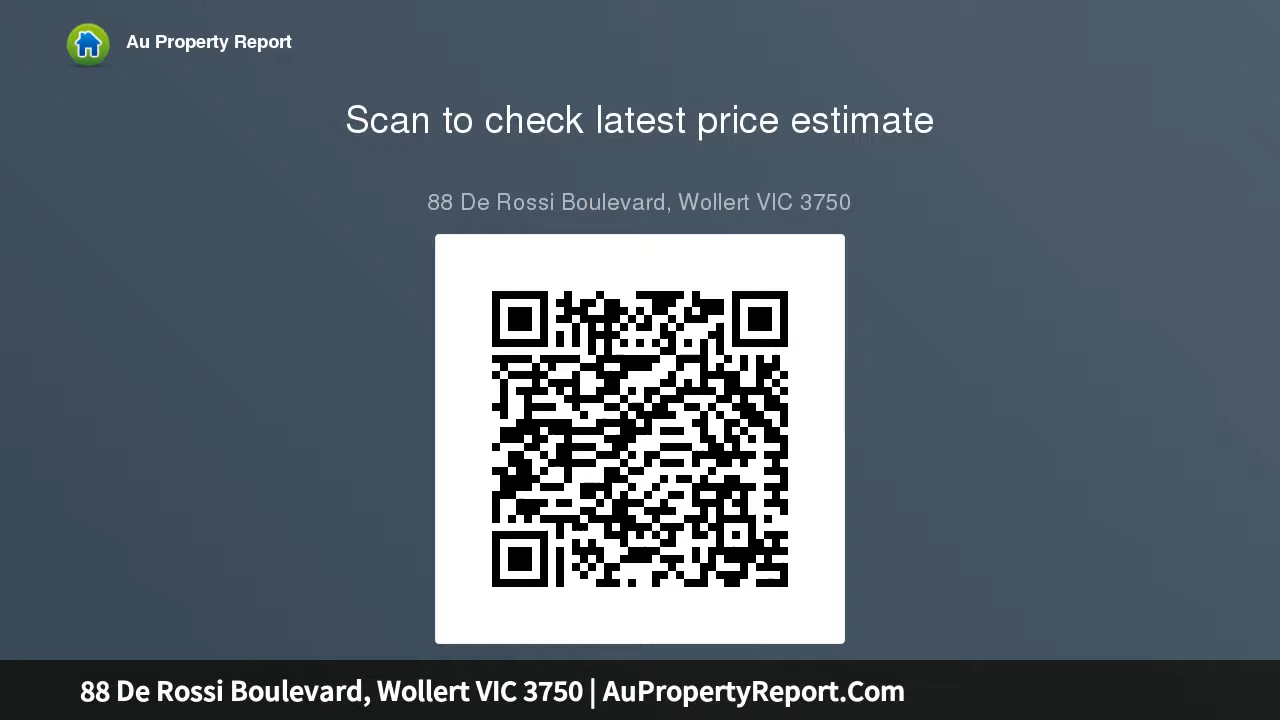 Au Property Report
Scan to check latest price estimate
88 De Rossi Boulevard, Wollert VIC 3750
88 De Rossi Boulevard, Wollert VIC 3750 | AuPropertyReport.Com